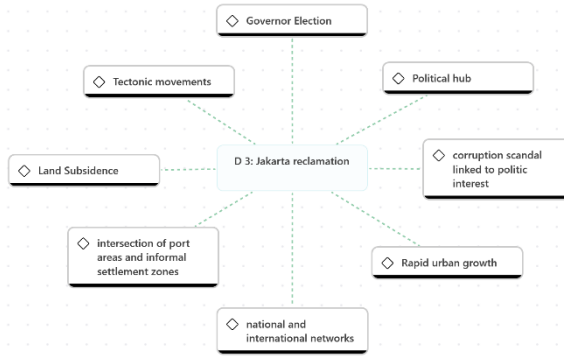 Governor Election
Tectonic movements
Political hub
D 3: Jakarta reclamation
corruption scandal
linked to politic
interest
Land Subsidence
intersection of port
areas and informal
settlement zones
Rapid urban growth
national and
international networks